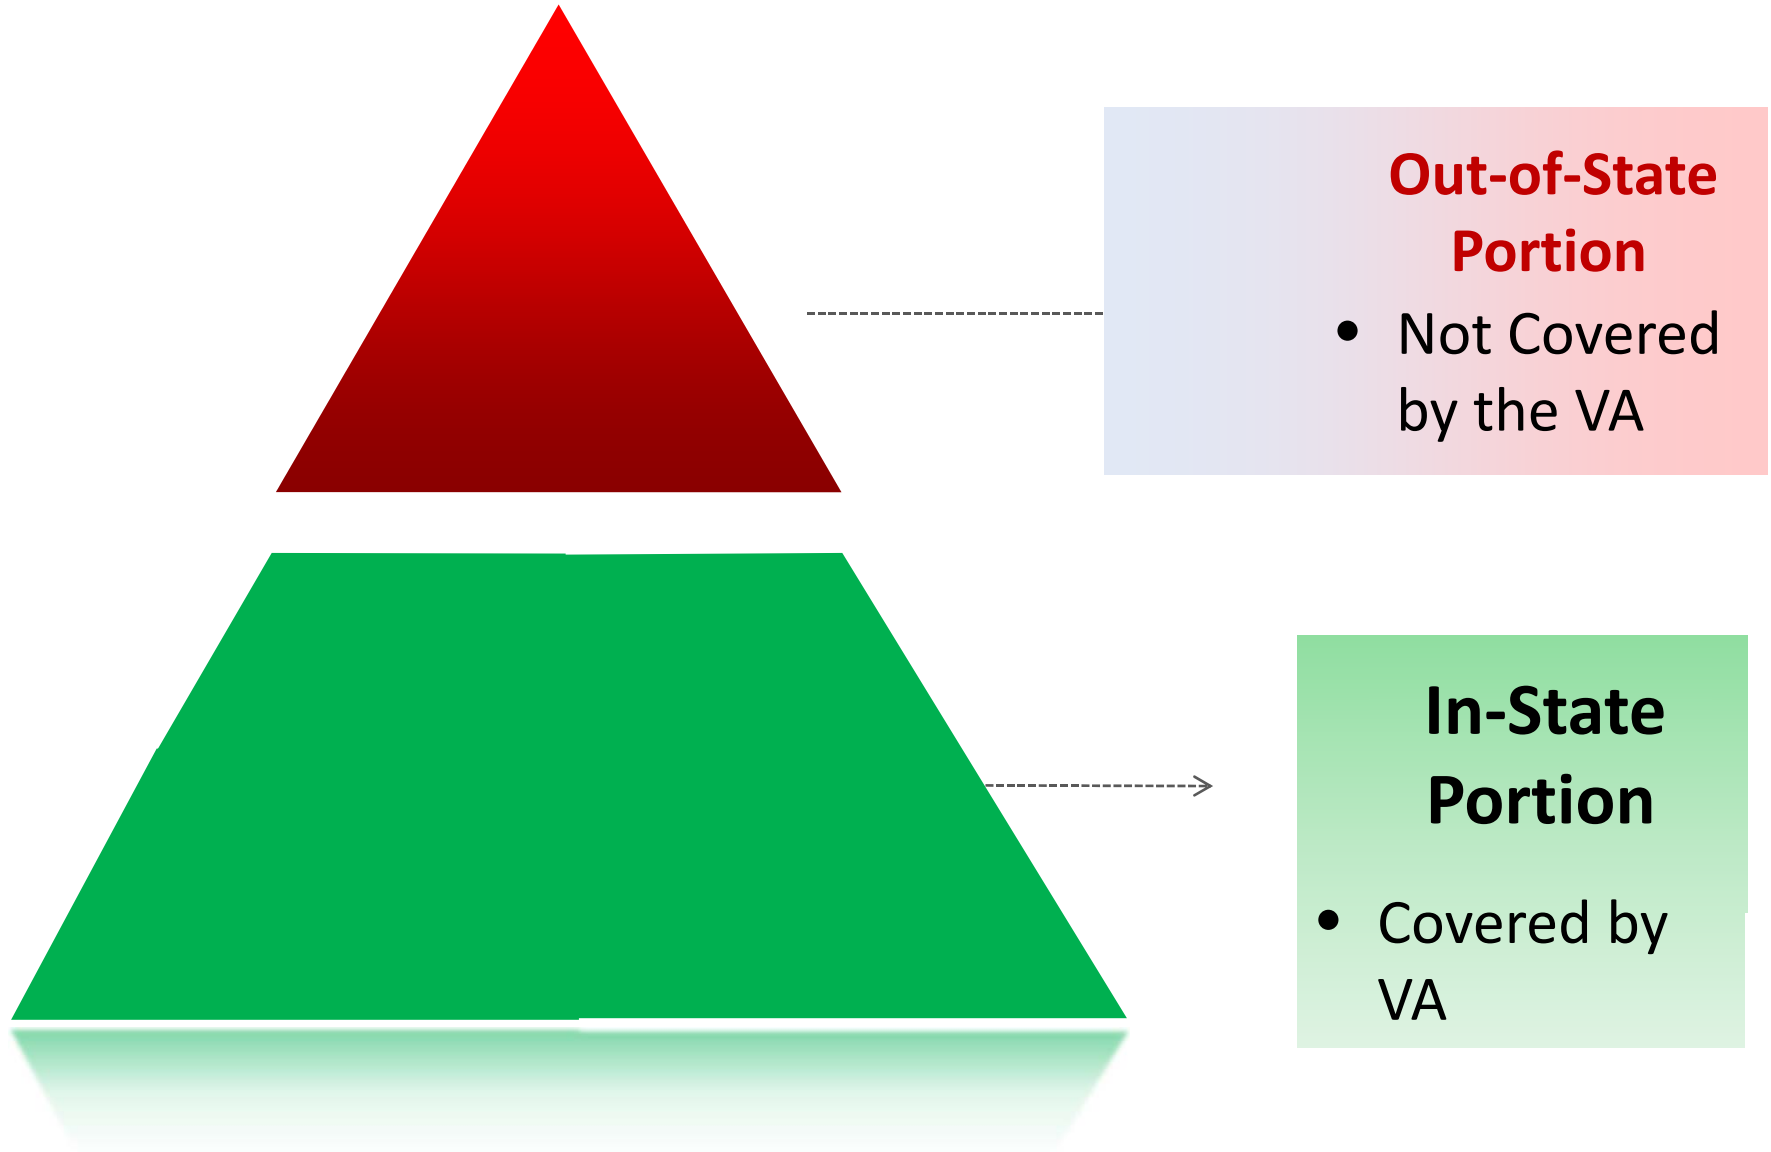 Out-of-State
Portion
• Not Covered
by the VA
In-State
Portion
• Covered by
VA